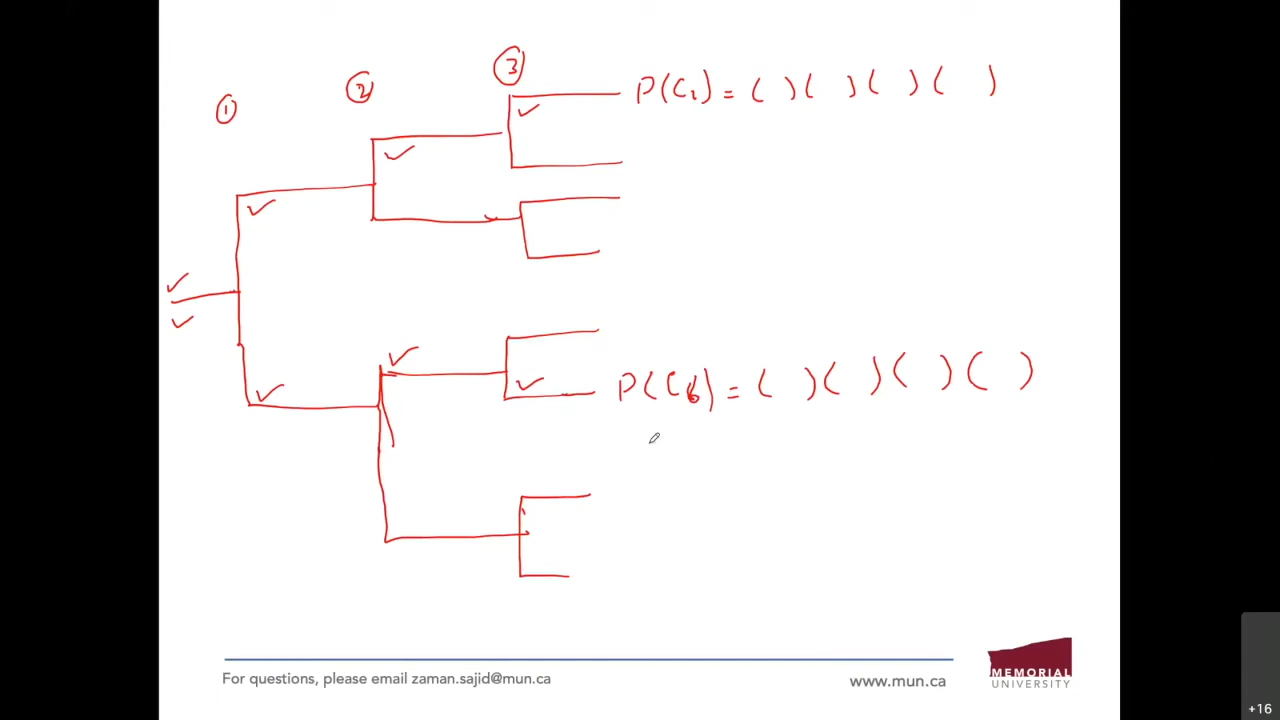 ①
②
③
P(C₁) = ( ) ( ) ( ) ( )
P(C6) = ( ) ( ) ( ) ( )
For questions, please email zaman.sajid@mun.ca
www.mun.ca
MEMORIAL
UNIVERSITY
+16